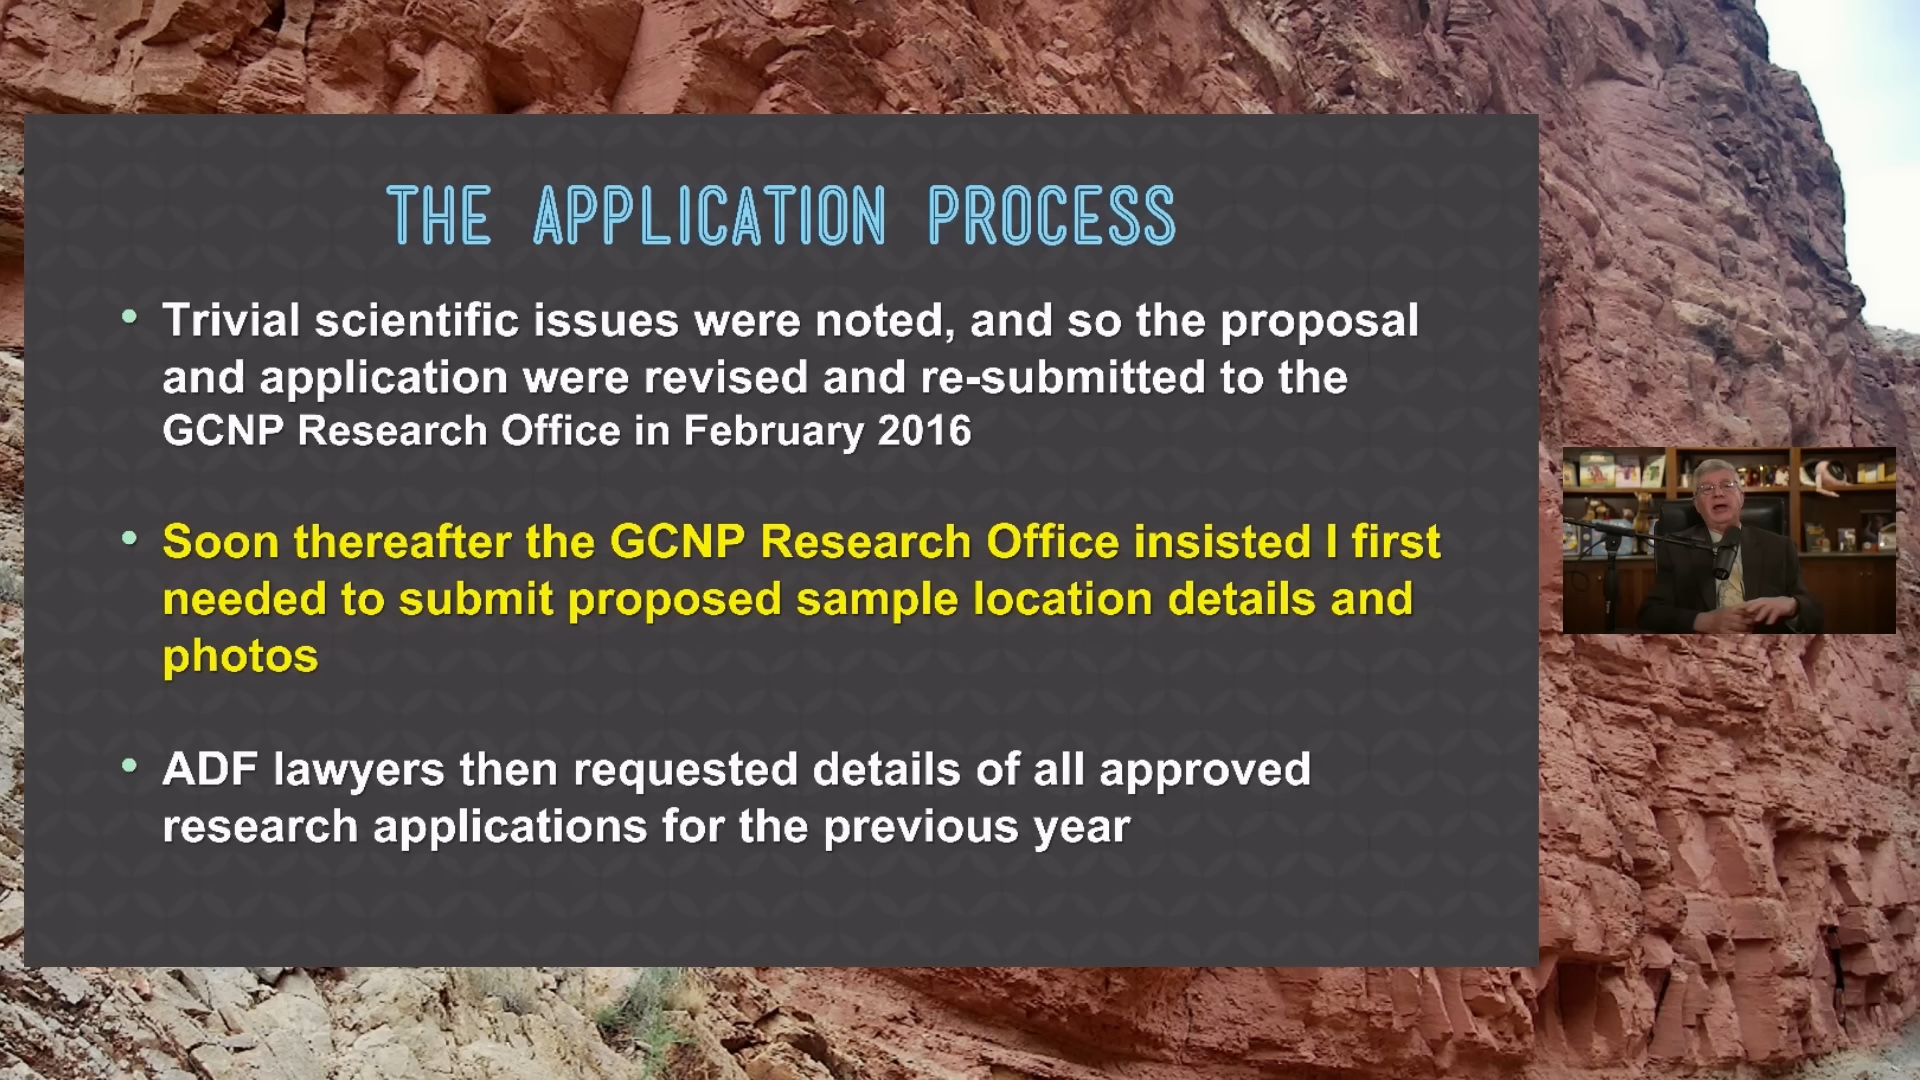 THE APPLICATION PROCESS
• Trivial scientific issues were noted, and so the proposal
and application were revised and re-submitted to the
GCNP Research Office in February 2016
• Soon thereafter the GCNP Research Office insisted I first
needed to submit proposed sample location details and
photos
• ADF lawyers then requested details of all approved
research applications for the previous year